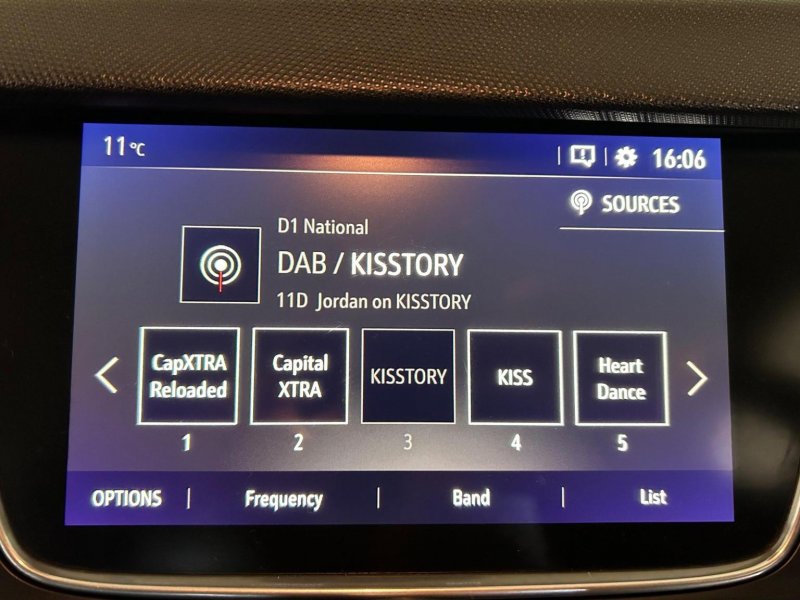 11°C
16:06
SOURCES
D1 National
DAB / KISSTORY
11D Jordan on KISSTORY
CapXTRA
Reloaded
Capital
XTRA
KISSTORY
KISS
Heart
Dance
1
2
3
4
5
OPTIONS | Frequency | Band | List